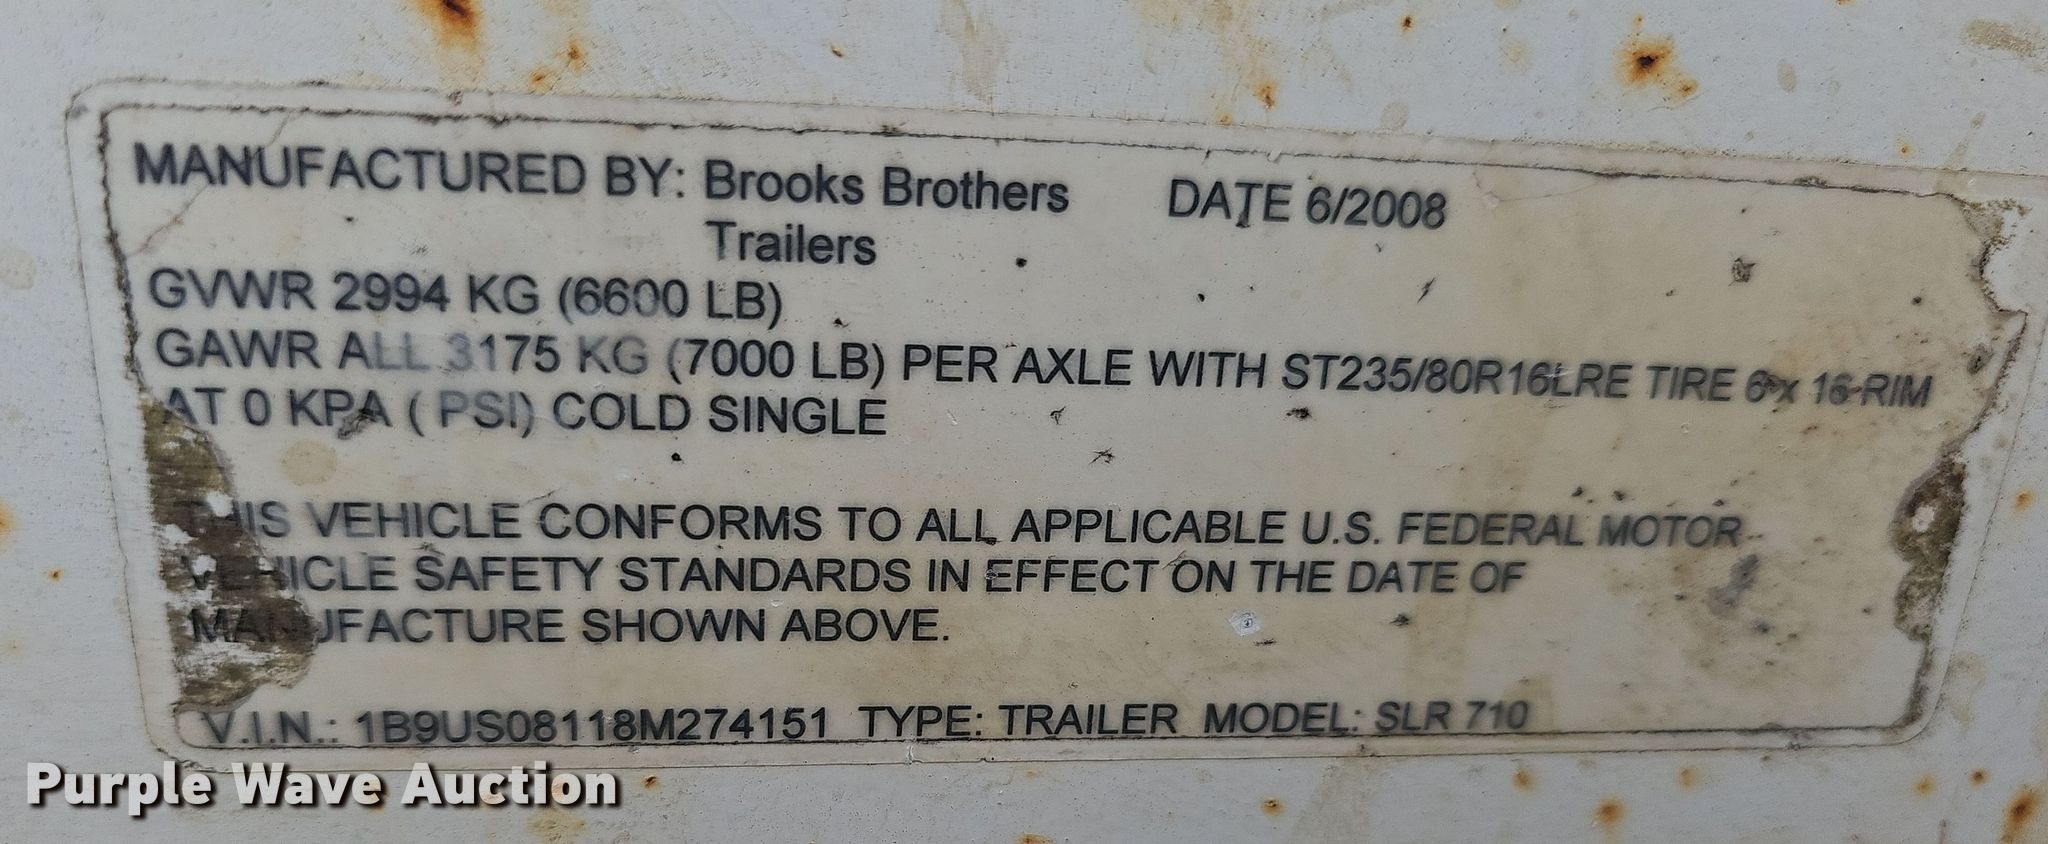 MANUFACTURED BY: Brooks Brothers DATE 6/2008
Trailers
GVWR 2994 KG (6600 LB)
GAWR ALL 3175 KG (7000 LB) PER AXLE WITH ST235/80R16LRE TIRE 6 x 16 RIM
AT 0 KPA ( PSI) COLD SINGLE
THIS VEHICLE CONFORMS TO ALL APPLICABLE U.S. FEDERAL MOTOR
VEHICLE SAFETY STANDARDS IN EFFECT ON THE DATE OF
MANUFACTURE SHOWN ABOVE.
V.I.N.: 1B9US08118M274151 TYPE: TRAILER MODEL: SLR 710
Purple Wave Auction